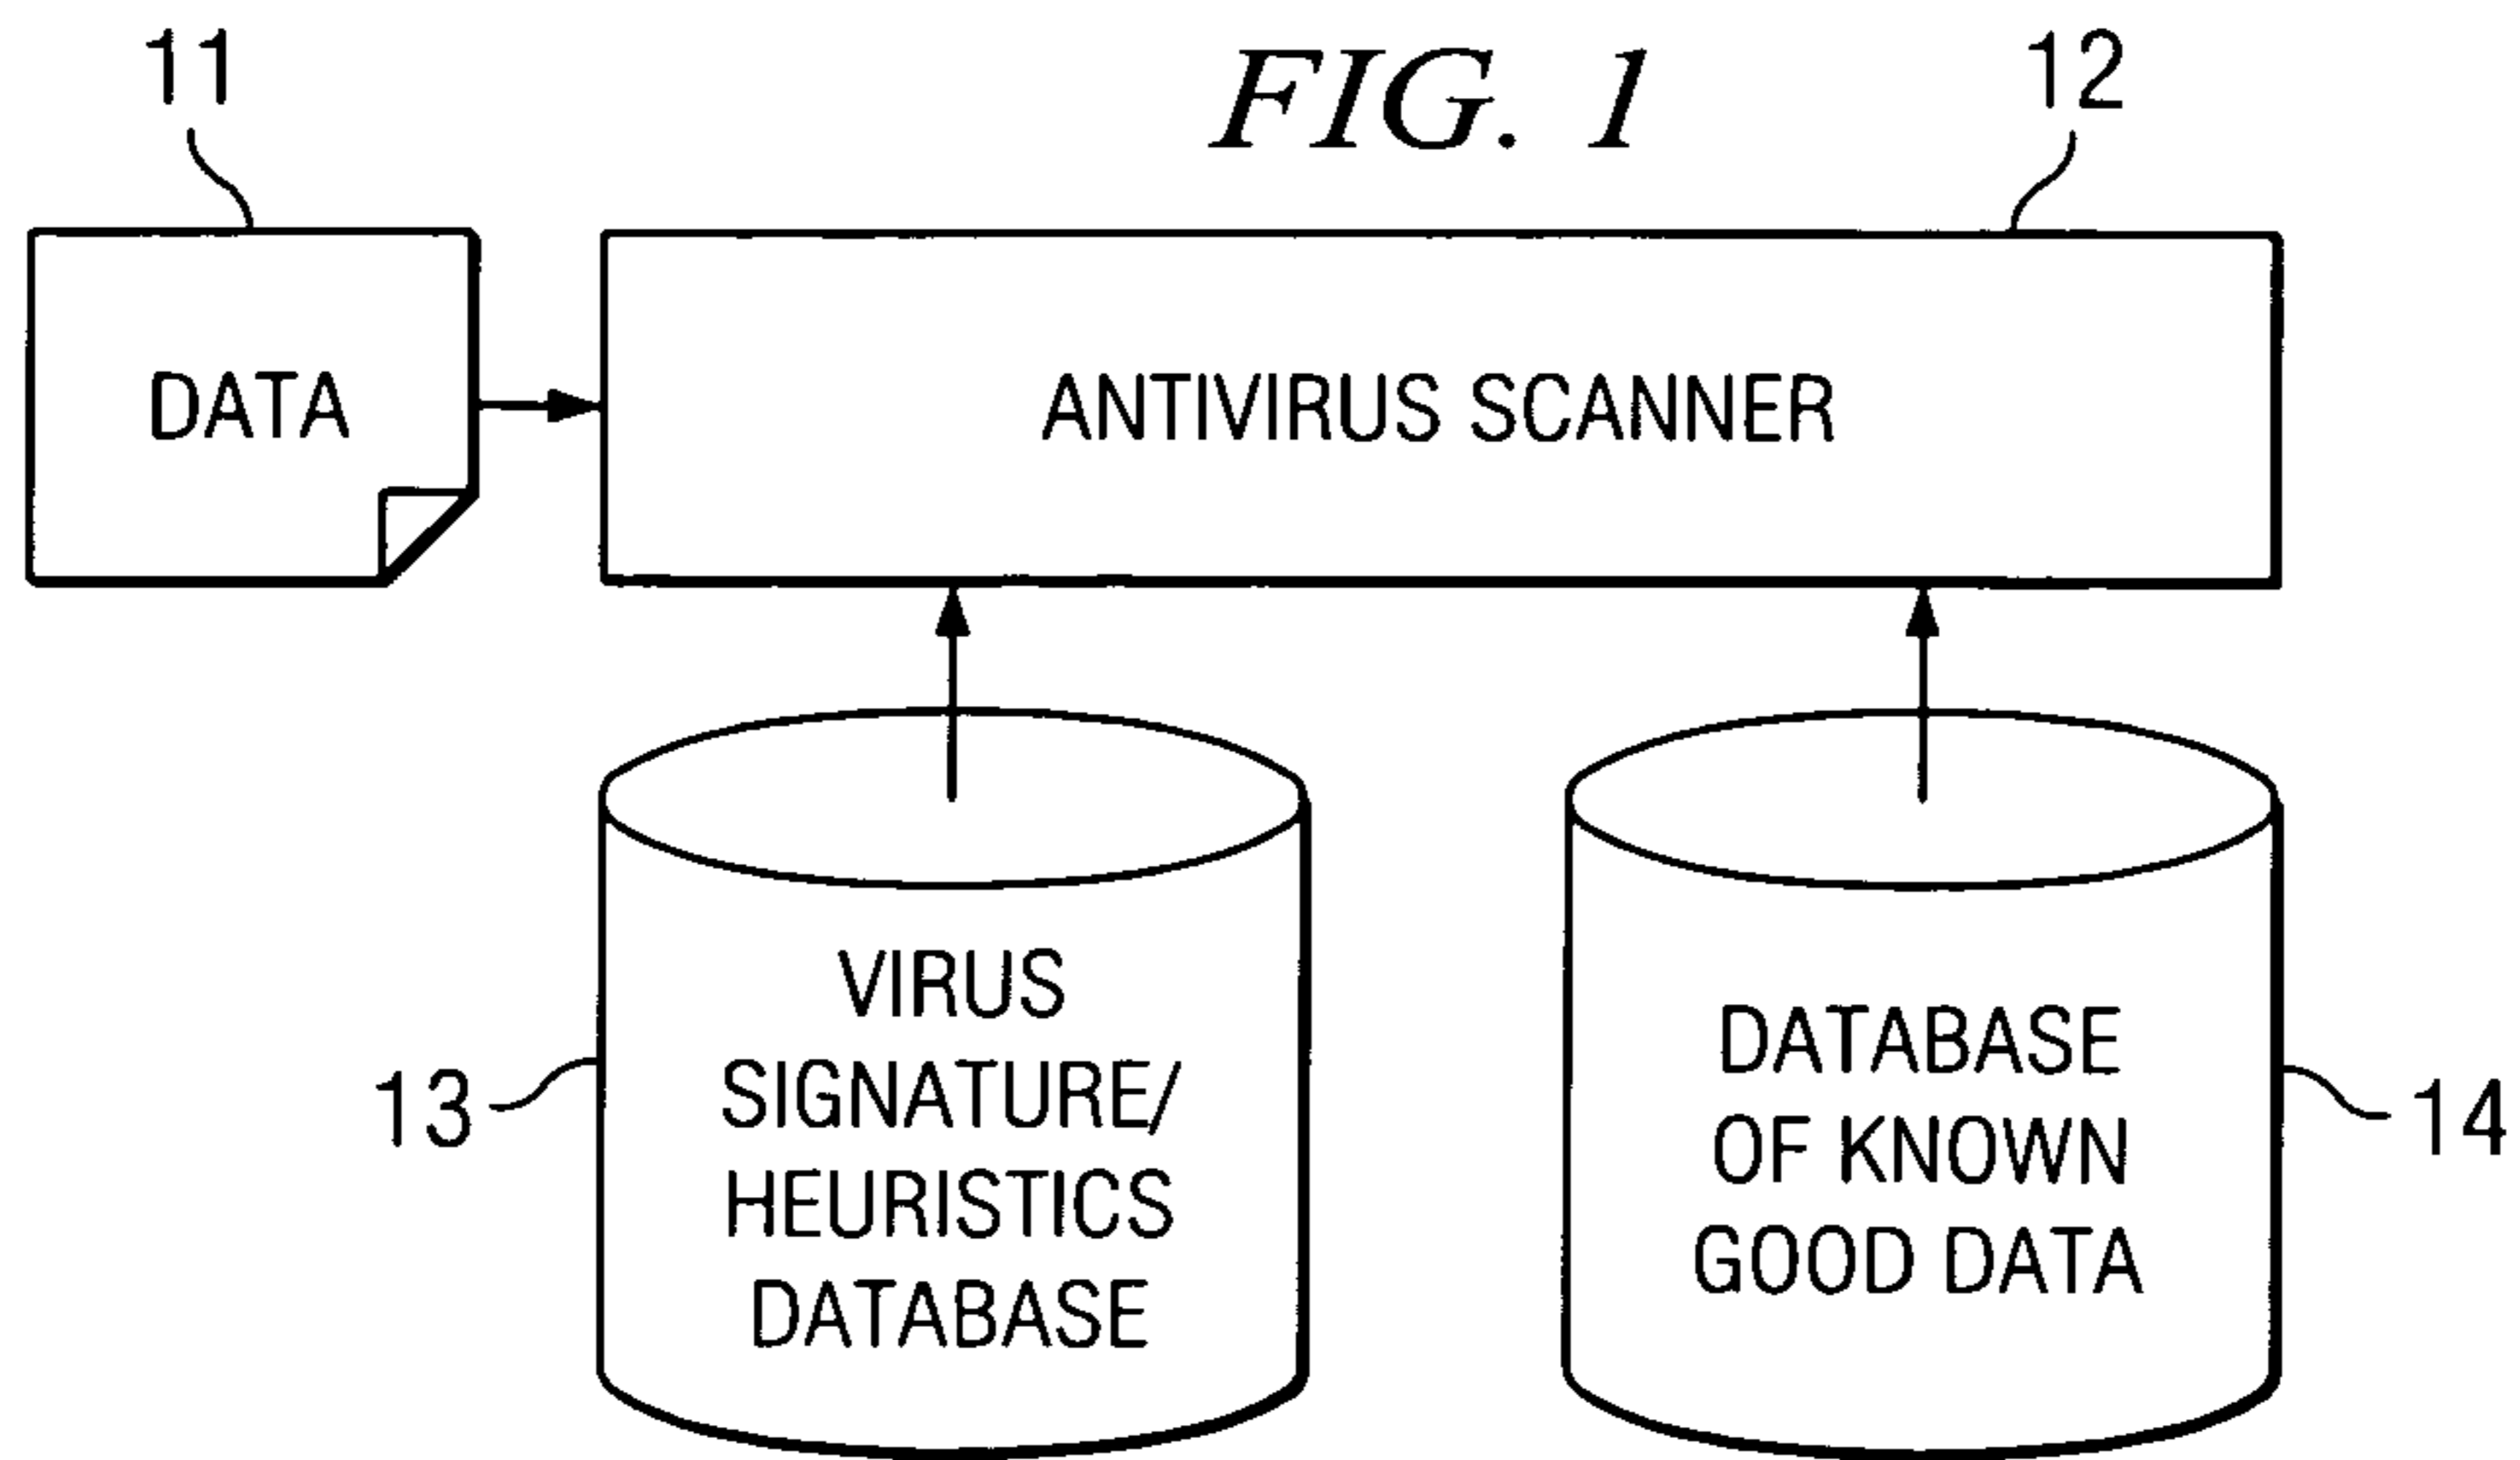 11
FIG. 1
12
DATA
ANTIVIRUS SCANNER
VIRUS
SIGNATURE/
HEURISTICS
DATABASE
13
DATABASE
OF KNOWN
GOOD DATA
14